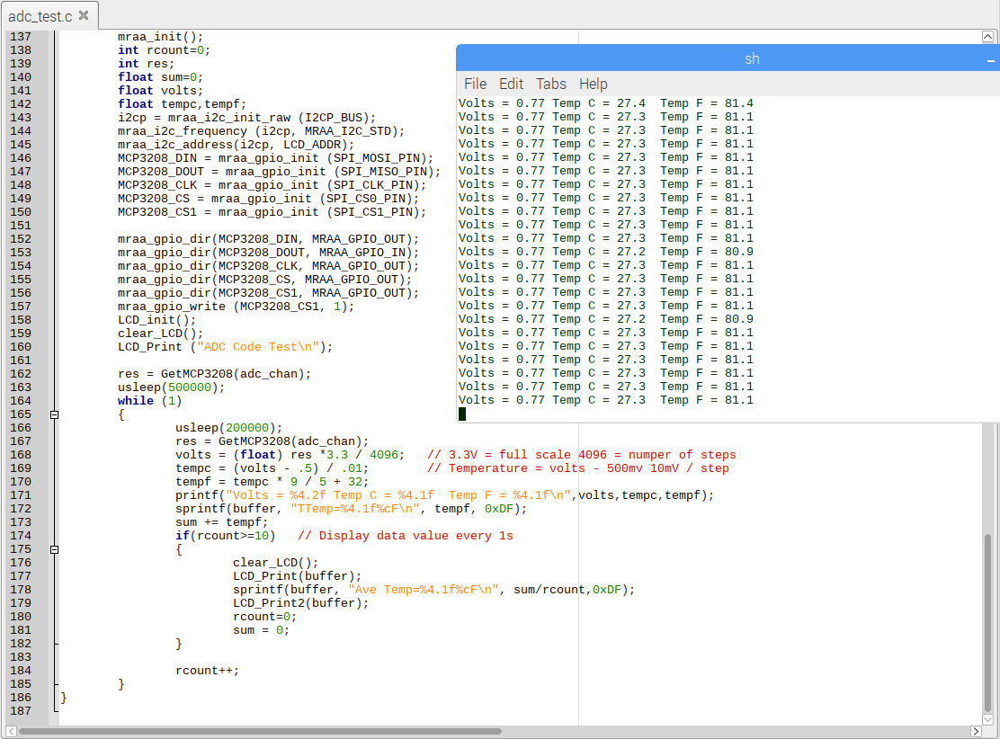 adc_test.c
137 mraa_init();
138 int rcount=0;
139 int res;
140 float sum=0;
141 float volts;
142 float tempc,tempf;
143 i2cp = mraa_i2c_init_raw (I2CP_BUS);
144 mraa_i2c_frequency (i2cp, MRAA_I2C_STD);
145 mraa_i2c_address(i2cp, LCD_ADDR);
146 MCP3208_DIN = mraa_gpio_init (SPI_MOSI_PIN);
147 MCP3208_DOUT = mraa_gpio_init (SPI_MISO_PIN);
148 MCP3208_CLK = mraa_gpio_init (SPI_CLK_PIN);
149 MCP3208_CS = mraa_gpio_init (SPI_CS0_PIN);
150 MCP3208_CS1 = mraa_gpio_init (SPI_CS1_PIN);
151
152 mraa_gpio_dir(MCP3208_DIN, MRAA_GPIO_OUT);
153 mraa_gpio_dir(MCP3208_DOUT, MRAA_GPIO_IN);
154 mraa_gpio_dir(MCP3208_CLK, MRAA_GPIO_OUT);
155 mraa_gpio_dir(MCP3208_CS, MRAA_GPIO_OUT);
156 mraa_gpio_dir(MCP3208_CS1, MRAA_GPIO_OUT);
157 mraa_gpio_write (MCP3208_CS1, 1);
158 LCD_init();
159 clear_LCD();
160 LCD_Print ("ADC Code Test\n");
161
162 res = GetMCP3208(adc_chan);
163 usleep(500000);
164 while (1)
165 {
166 usleep(200000);
167 res = GetMCP3208(adc_chan);
168 volts = (float) res *3.3 / 4096; // 3.3V = full scale 4096 = numper of steps
169 tempc = (volts - .5) / .01; // Temperature = volts - 500mv 10mV / step
170 tempf = tempc * 9 / 5 + 32;
171 printf("Volts = %4.2f Temp C = %4.1f  Temp F = %4.1f\n",volts,tempc,tempf);
172 sprintf(buffer, "TTemp=%4.1f%cF\n", tempf, 0xDF);
173 sum += tempf;
174 if(rcount>=10) // Display data value every 1s
175 {
176 clear_LCD();
177 LCD_Print(buffer);
178 sprintf(buffer, "Ave Temp=%4.1f%cF\n", sum/rcount,0xDF);
179 LCD_Print2(buffer);
180 rcount=0;
181 sum = 0;
182 }
183
184 rcount++;
185 }
186 }
187
sh
File Edit Tabs Help
Volts = 0.77 Temp C = 27.4  Temp F = 81.4
Volts = 0.77 Temp C = 27.3  Temp F = 81.1
Volts = 0.77 Temp C = 27.3  Temp F = 81.1
Volts = 0.77 Temp C = 27.3  Temp F = 81.1
Volts = 0.77 Temp C = 27.3  Temp F = 81.1
Volts = 0.77 Temp C = 27.3  Temp F = 81.1
Volts = 0.77 Temp C = 27.3  Temp F = 81.1
Volts = 0.77 Temp C = 27.3  Temp F = 81.1
Volts = 0.77 Temp C = 27.3  Temp F = 81.1
Volts = 0.77 Temp C = 27.3  Temp F = 81.1
Volts = 0.77 Temp C = 27.3  Temp F = 81.1
Volts = 0.77 Temp C = 27.2  Temp F = 80.9
Volts = 0.77 Temp C = 27.3  Temp F = 81.1
Volts = 0.77 Temp C = 27.3  Temp F = 81.1
Volts = 0.77 Temp C = 27.3  Temp F = 81.1
Volts = 0.77 Temp C = 27.3  Temp F = 81.1
Volts = 0.77 Temp C = 27.2  Temp F = 80.9
Volts = 0.77 Temp C = 27.3  Temp F = 81.1
Volts = 0.77 Temp C = 27.3  Temp F = 81.1
Volts = 0.77 Temp C = 27.3  Temp F = 81.1
Volts = 0.77 Temp C = 27.3  Temp F = 81.1
Volts = 0.77 Temp C = 27.3  Temp F = 81.1
Volts = 0.77 Temp C = 27.3  Temp F = 81.1